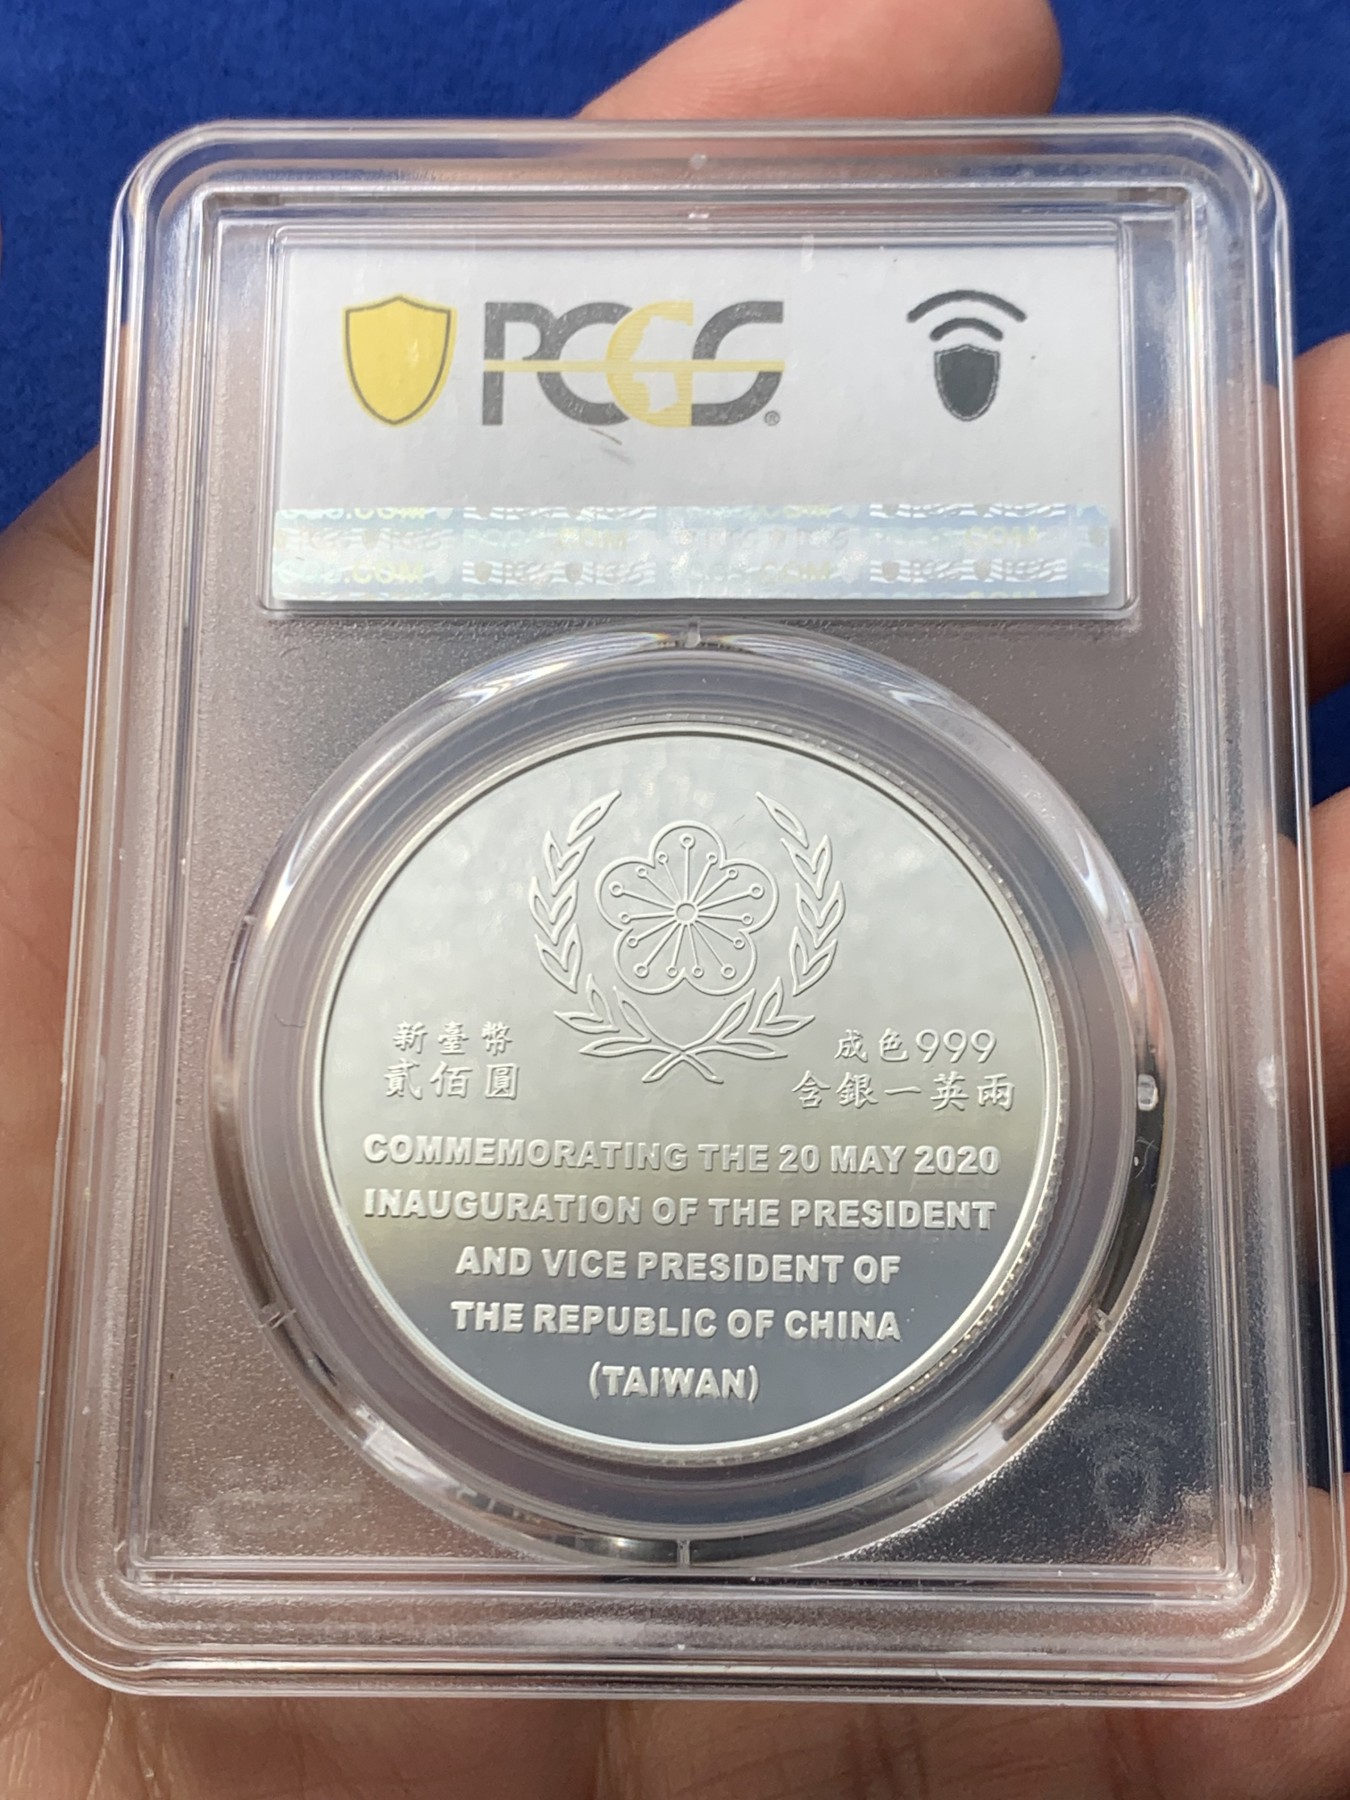 PCGS®
新臺幣
貳佰圓
成色999
含銀一英兩
COMMEMORATING THE 20 MAY 2020
INAUGURATION OF THE PRESIDENT
AND VICE PRESIDENT OF
THE REPUBLIC OF CHINA
(TAIWAN)